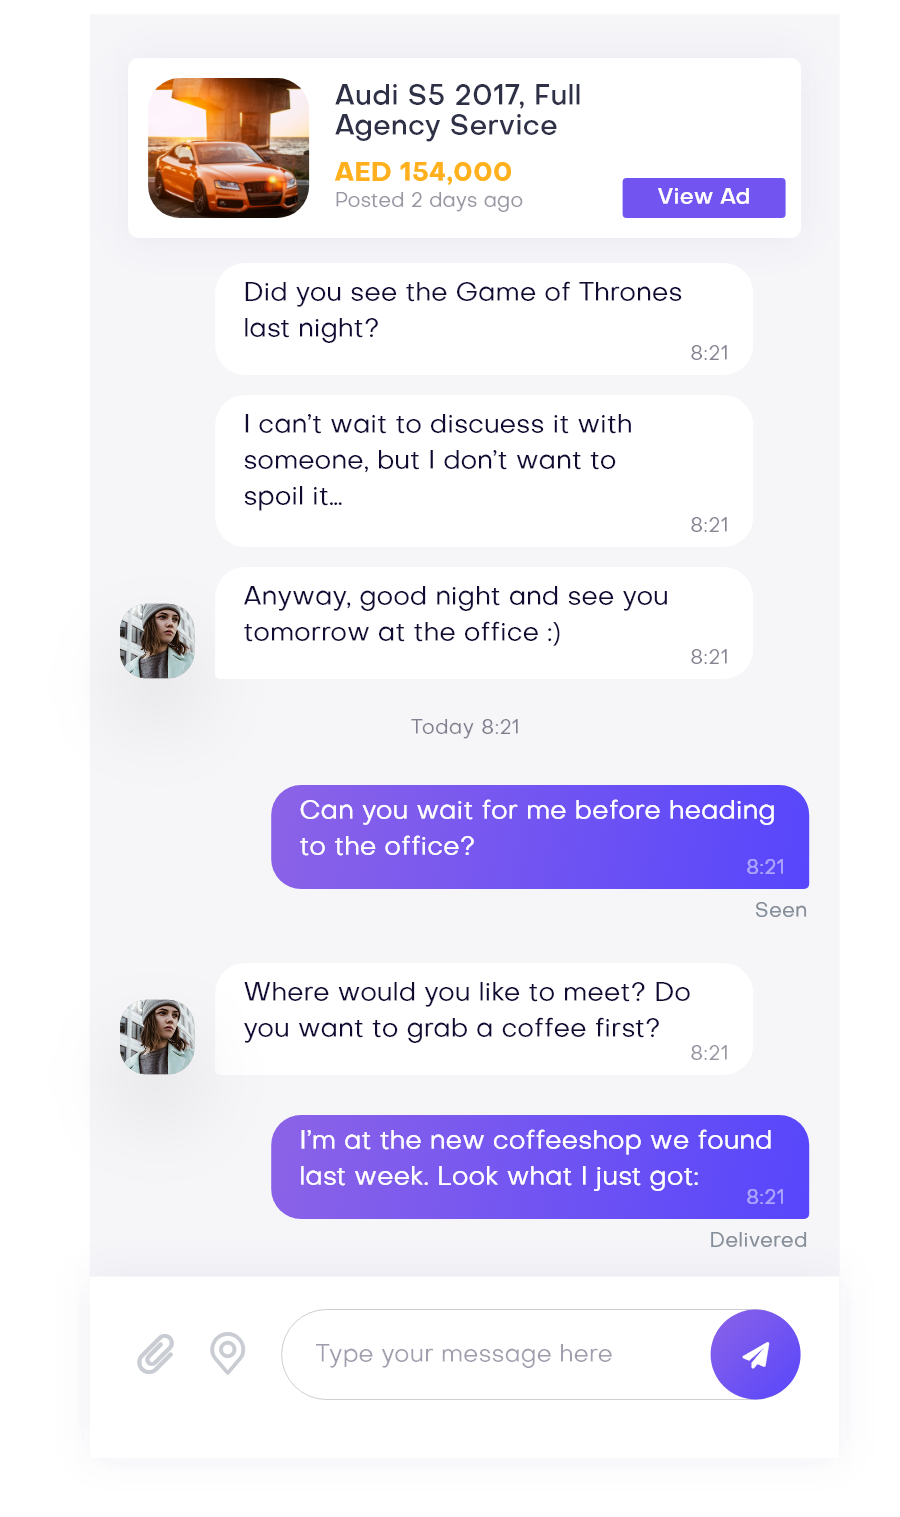 Audi S5 2017, Full
Agency Service
AED 154,000
Posted 2 days ago
View Ad
Did you see the Game of Thrones
last night?
8:21
I can’t wait to discuess it with
someone, but I don’t want to
spoil it...
8:21
Anyway, good night and see you
tomorrow at the office :)
8:21
Today 8:21
Can you wait for me before heading
to the office?
8:21
Seen
Where would you like to meet? Do
you want to grab a coffee first?
8:21
I’m at the new coffeeshop we found
last week. Look what I just got:
8:21
Delivered
Type your message here